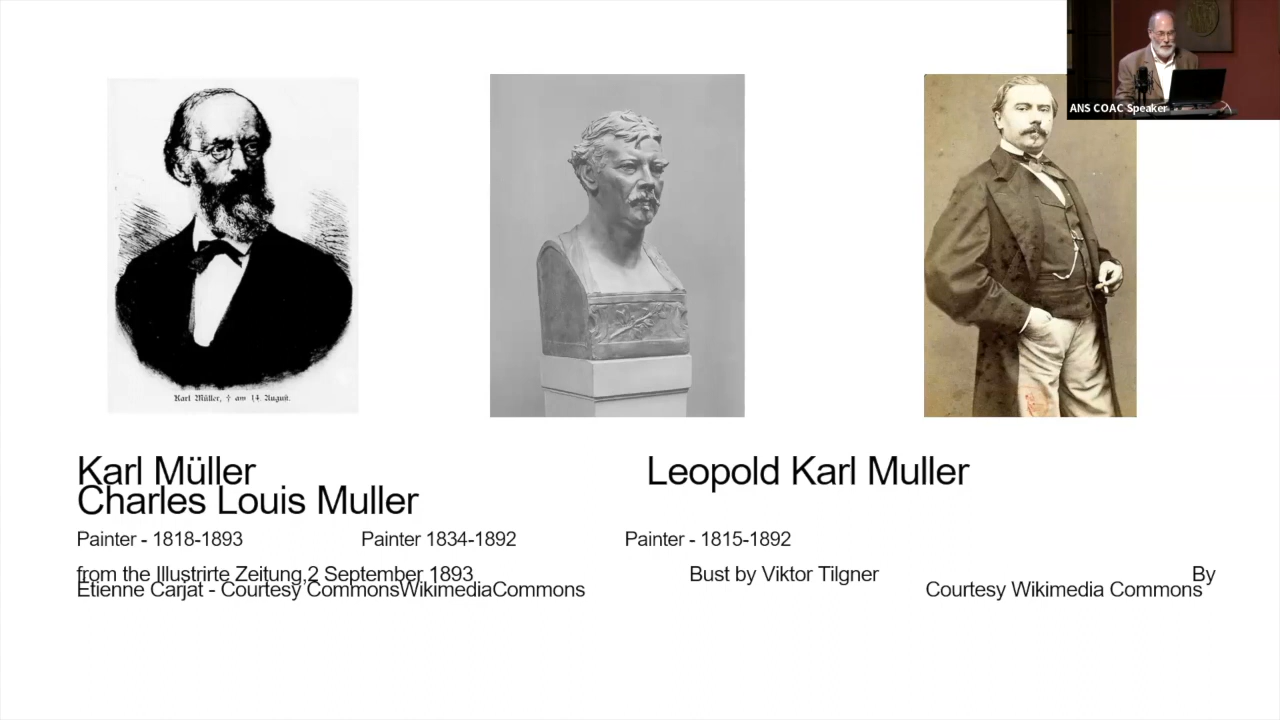 ANS COAC Speaker
Karl Müller, † am 14. August.
Karl Müller Leopold Karl Muller
Charles Louis Muller
Painter - 1818-1893 Painter 1834-1892 Painter - 1815-1892
from the Illustrirte Zeitung,2 September 1893 Bust by Viktor Tilgner By
Etienne Carjat - Courtesy CommonsWikimediaCommons Courtesy Wikimedia Commons